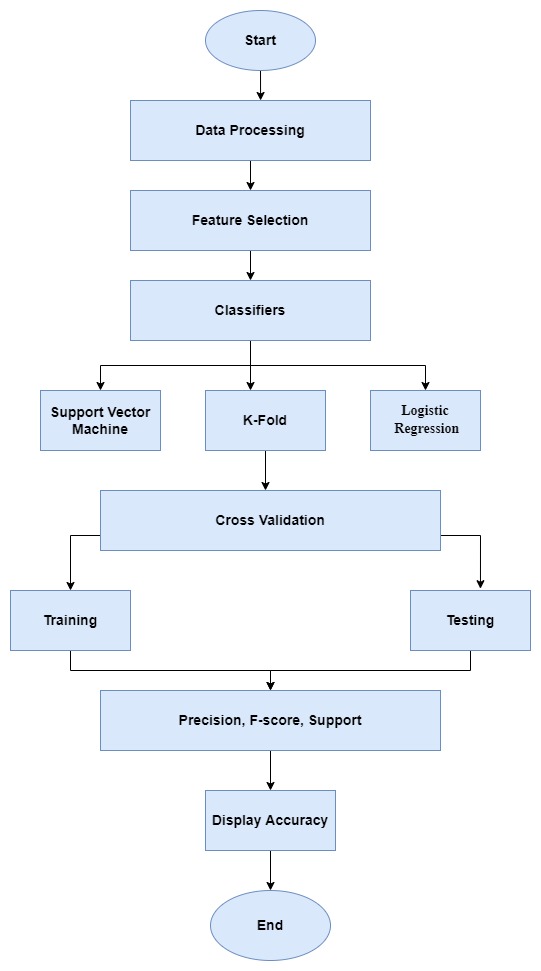 Start
Data Processing
Feature Selection
Classifiers
Support Vector
Machine
K-Fold
Logistic
Regression
Cross Validation
Training
Testing
Precision, F-score, Support
Display Accuracy
End